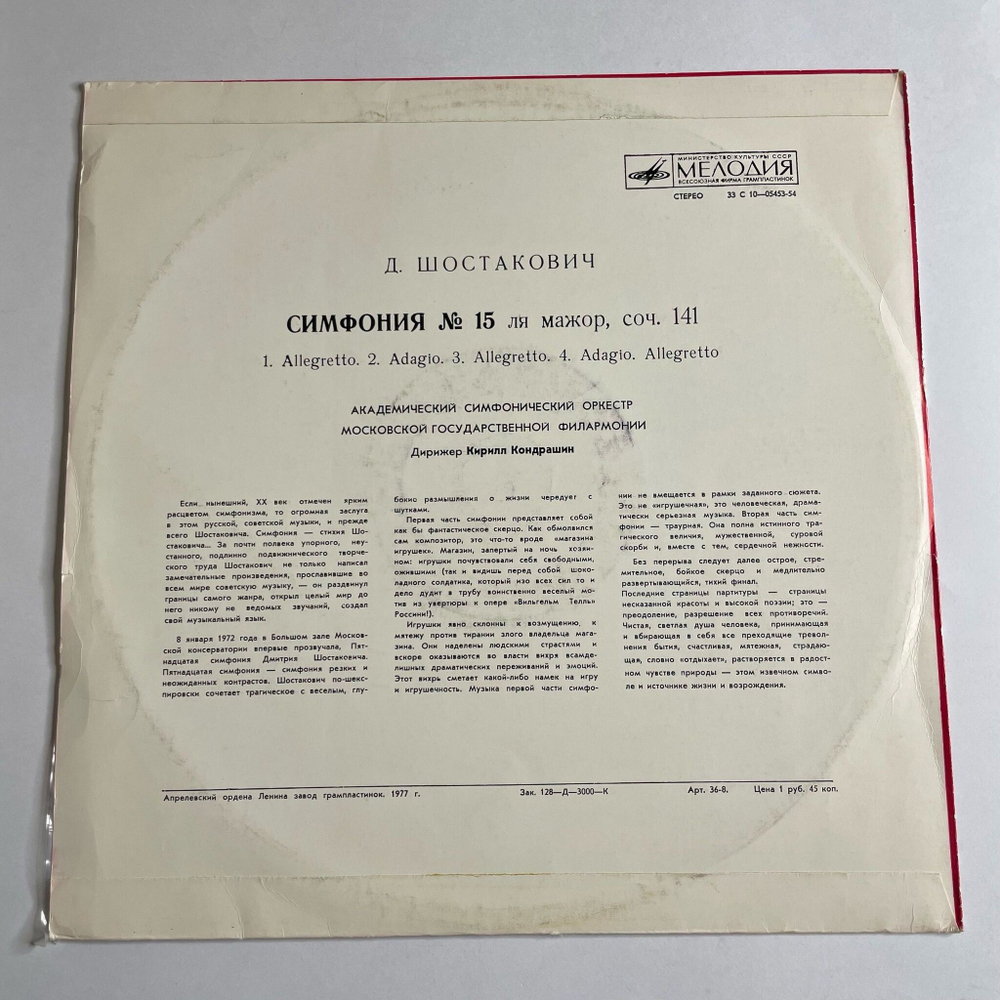 МИНИСТЕРСТВО КУЛЬТУРЫ СССР
МЕЛОДИЯ
ВСЕСОЮЗНАЯ ФИРМА ГРАМПЛАСТИНОК
СТЕРЕО 33 С 10—05453-54
Д. ШОСТАКОВИЧ
СИМФОНИЯ № 15 ля мажор, соч. 141
1. Allegretto. 2. Adagio. 3. Allegretto. 4. Adagio. Allegretto
АКАДЕМИЧЕСКИЙ СИМФОНИЧЕСКИЙ ОРКЕСТР
МОСКОВСКОЙ ГОСУДАРСТВЕННОЙ ФИЛАРМОНИИ
Дирижер Кирилл Кондрашин
Если нынешний, XX век отмечен ярким
расцветом симфонизма, то огромная заслуга
в этом русской, советской музыки, и прежде
всего Шостаковича. Симфония — стихия Шо-
стаковича... За почти полвека упорного, неу-
станного, подлинно подвижнического творче-
ского труда Шостакович не только написал
замечательные произведения, прославившие во
всем мире советскую музыку, — он раздвинул
границы самого жанра, открыл целый мир до
него никому не ведомых звучаний, создал
свой музыкальный язык.
8 января 1972 года в Большом зале Москов-
ской консерватории впервые прозвучала, Пят-
надцатая симфония Дмитрия Шостаковича.
Пятнадцатая симфония — симфония резких и
неожиданных контрастов. Шостакович по-шекс-
пировски сочетает трагическое с веселым, глу-
бокие размышления о жизни чередует с
шутками.
Первая часть симфонии представляет собой
как бы фантастическое скерцо. Как обмолвился
сам композитор, это что-то вроде «магазина
игрушек». Магазин, запертый на ночь хозяи-
ном: игрушки почувствовали себя свободными,
ожившими (так и видишь перед собой шоко-
ладного солдатика, который изо всех сил то и
дело дудит в трубу воинственно веселый мо-
тив из увертюры к опере «Вильгельм Телль»
Россини!).
Игрушки явно склонны к возмущению, к
мятежу против тирании злого владельца мага-
зина. Они наделены людскими страстями и
вскоре оказываются во власти вихря всамде-
лишных драматических переживаний и эмоций.
Этот вихрь сметает какой-либо намек на игру
и игрушечность. Музыка первой части симфо-
нии не вмещается в рамки заданного сюжета.
Это не «игрушечная», это человеческая, драма-
тически серьезная музыка. Вторая часть сим-
фонии — траурная. Она полна истинного тра-
гического величия, мужественной, суровой
скорби и, вместе с тем, сердечной нежности.
Без перерыва следует далее острое, стре-
мительное, бойкое скерцо и медлительно
развертывающийся, тихий финал.
Последние страницы партитуры — страницы
несказанной красоты и высокой поэзии; это —
преодоление, разрешение всех противоречий.
Чистая, светлая душа человека, принимающая
и вбирающая в себя все преходящие тревол-
нения бытия, счастливая, мятежная, страдаю-
щая, словно «отдыхает», растворяется в радост-
ном чувстве природы — этом извечном симво-
ле и источнике жизни и возрождения.
Апрелевский ордена Ленина завод грампластинок. 1977 г. Зак. 128—Д—3000—К Арт. 36-8. Цена 1 руб. 45 коп.